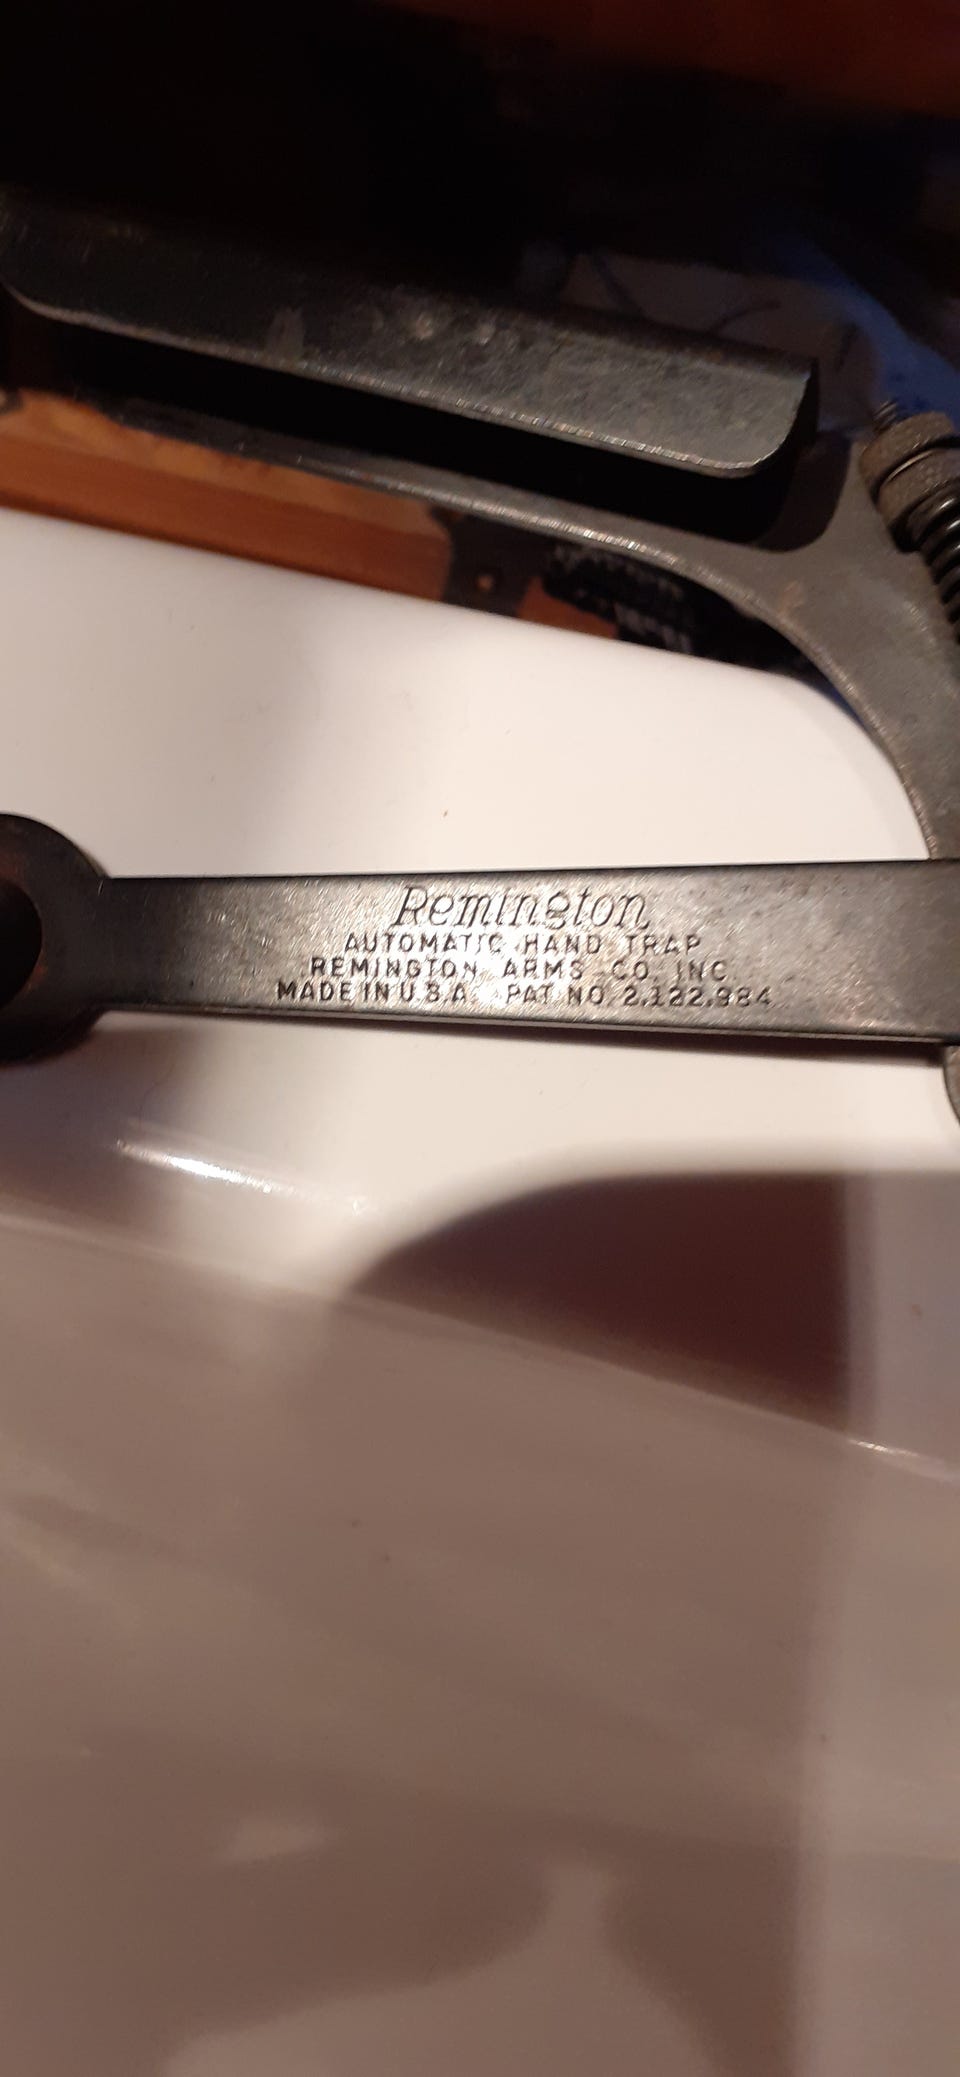 Remington
AUTOMATIC HAND TRAP
REMINGTON ARMS CO. INC.
MADE IN U.S.A. PAT. NO. 2,122,984